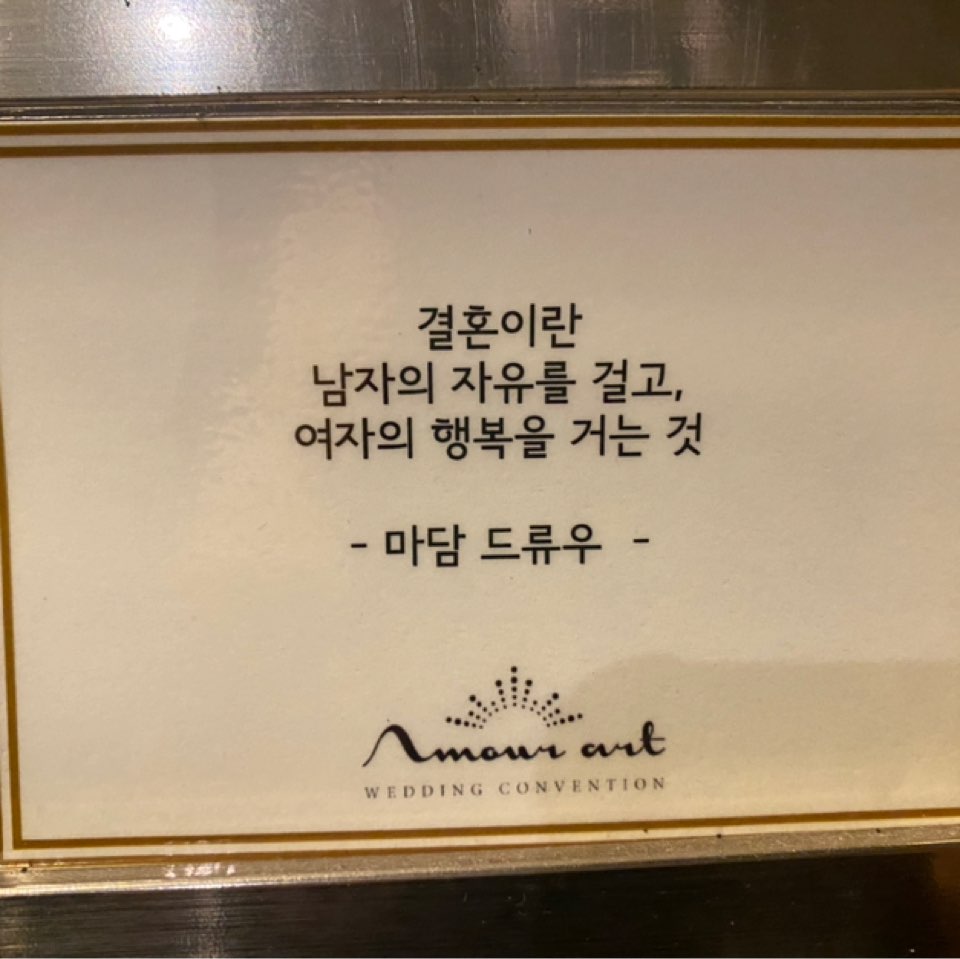 결혼이란
남자의 자유를 걸고,
여자의 행복을 거는 것
- 마담 드류우 -
Amour art
WEDDING CONVENTION